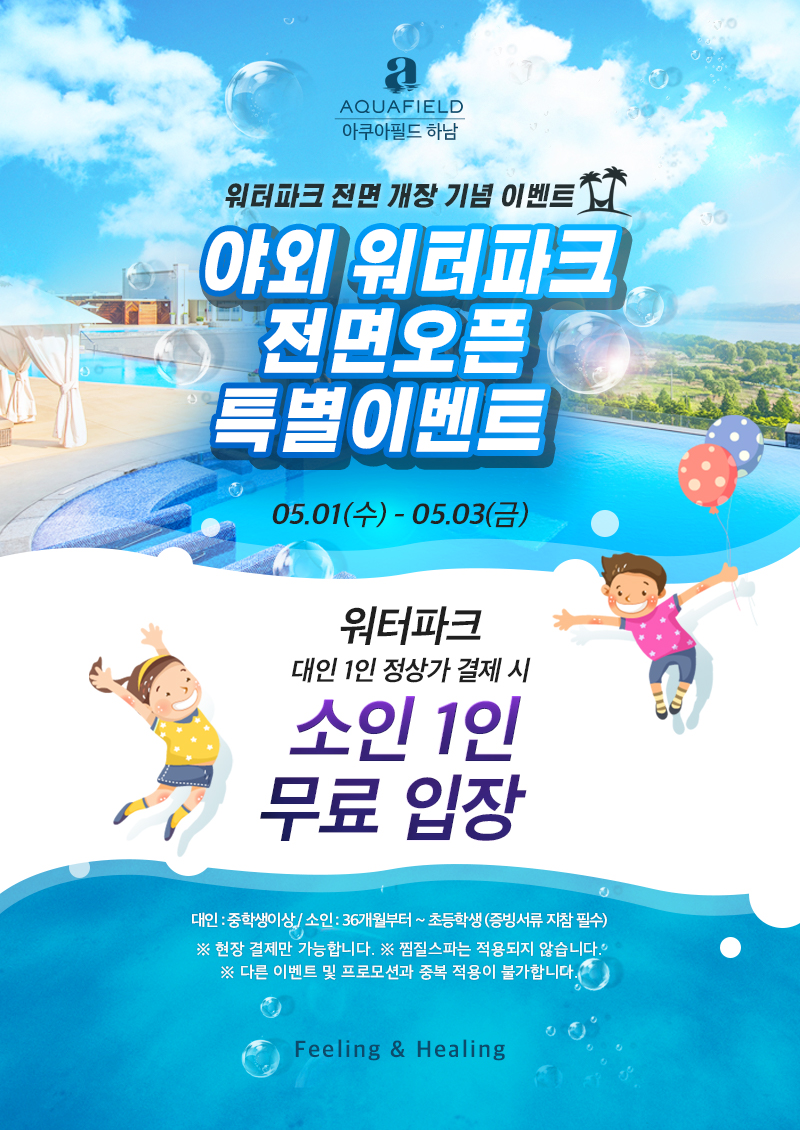 a
AQUAFIELD
아쿠아필드 하남
워터파크 전면 개장 기념 이벤트
야외 워터파크
전면오픈
특별이벤트
05.01(수) - 05.03(금)
워터파크
대인 1인 정상가 결제 시
소인 1인
무료 입장
대인 : 중학생이상 / 소인 : 36개월부터 ~ 초등학생 (증빙서류 지참 필수)
※ 현장 결제만 가능합니다. ※ 찜질스파는 적용되지 않습니다.
※ 다른 이벤트 및 프로모션과 중복 적용이 불가합니다.
Feeling & Healing